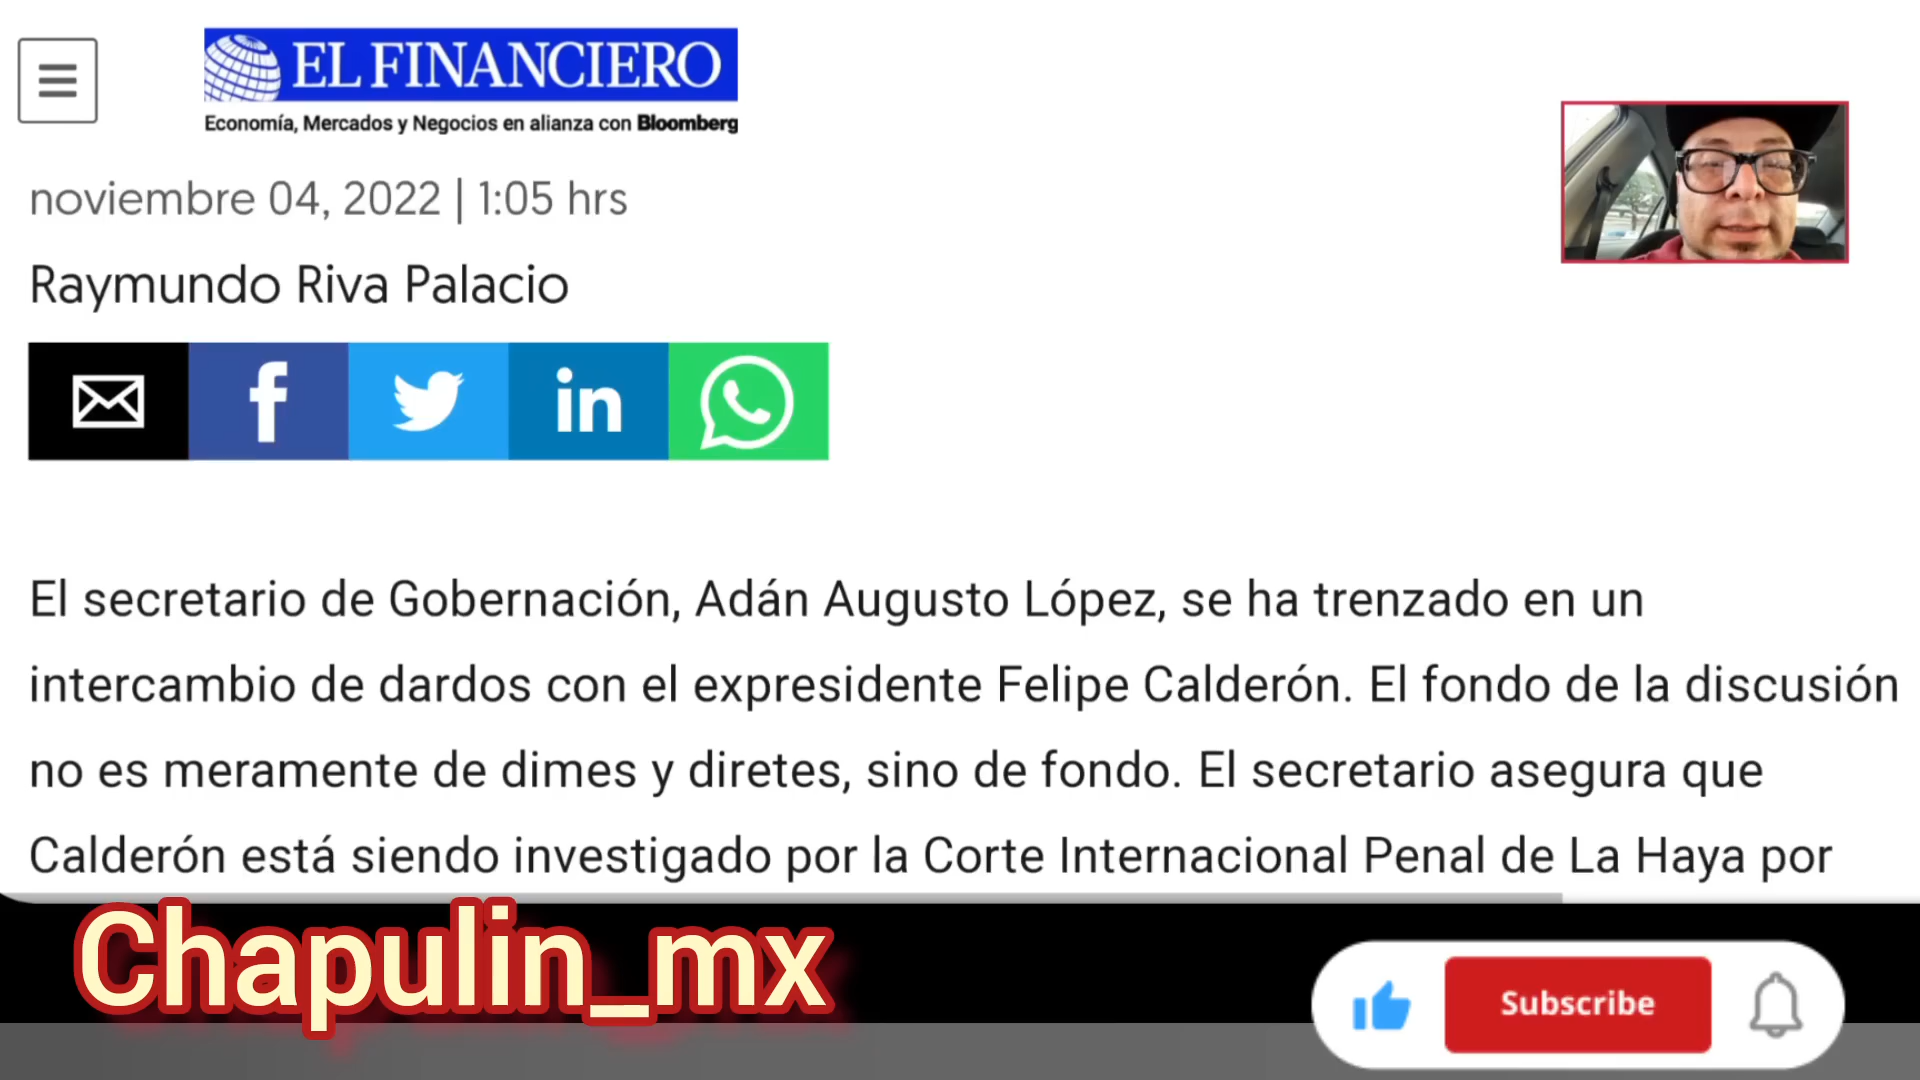 EL FINANCIERO
Economía, Mercados y Negocios en alianza con Bloomberg
noviembre 04, 2022 | 1:05 hrs
Raymundo Riva Palacio
f
in
El secretario de Gobernación, Adán Augusto López, se ha trenzado en un
intercambio de dardos con el expresidente Felipe Calderón. El fondo de la discusión
no es meramente de dimes y diretes, sino de fondo. El secretario asegura que
Calderón está siendo investigado por la Corte Internacional Penal de La Haya por
Chapulin_mx
Subscribe